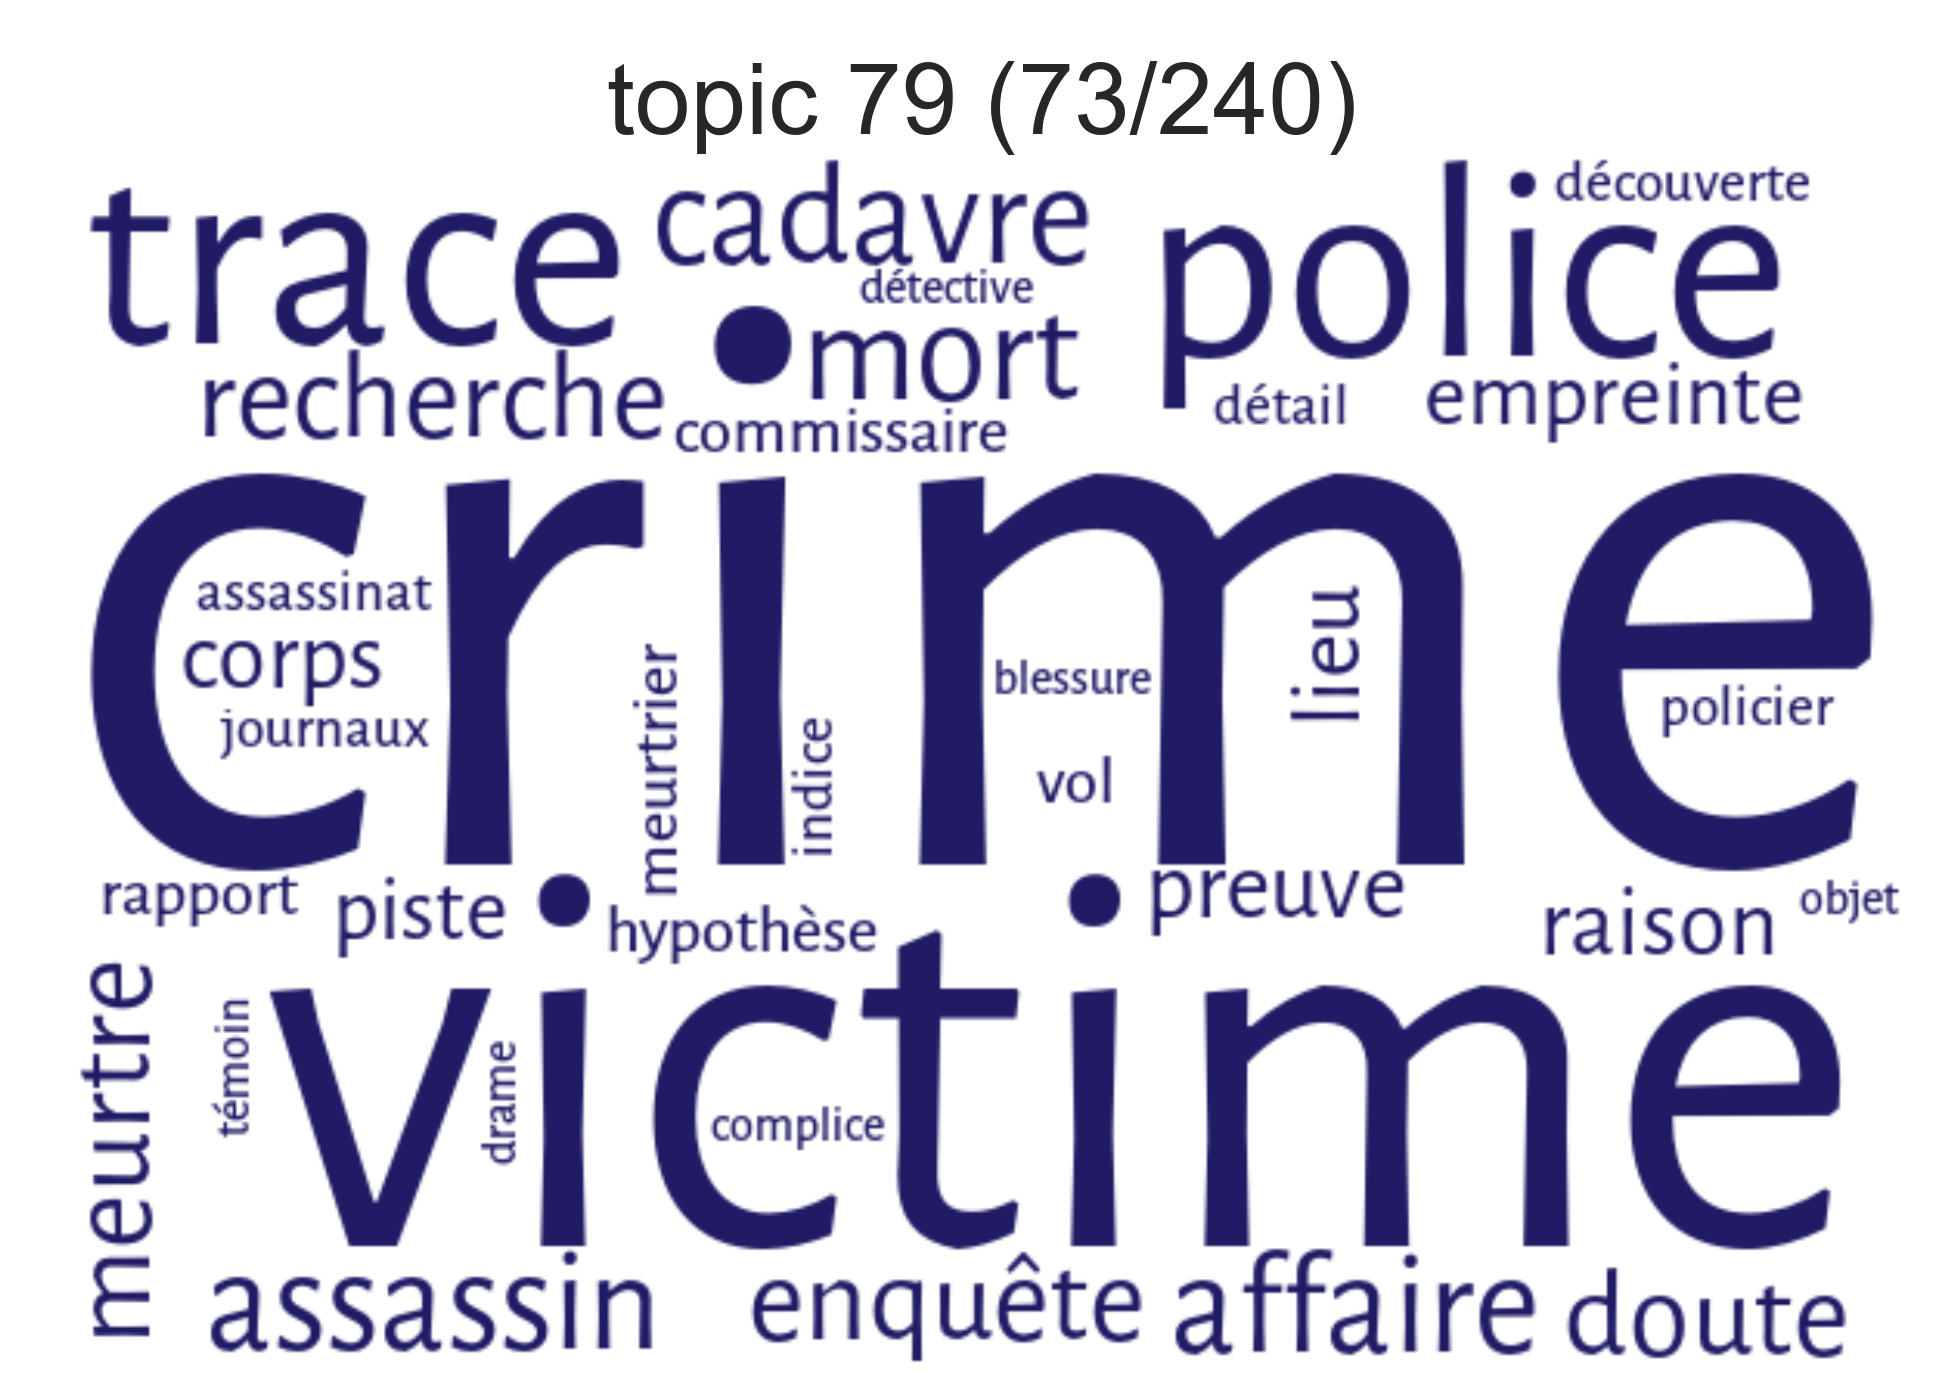 topic 79 (73/240)
trace
cadavre
police
découverte
détective
mort
recherche
commissaire
détail
empreinte
crime
assassinat
corps
journaux
meurtrier
indice
blessure
vol
lieu
policier
rapport
piste
hypothèse
preuve
raison
objet
meurtre
témoin
victime
drame
complice
assassin
enquête
affaire
doute